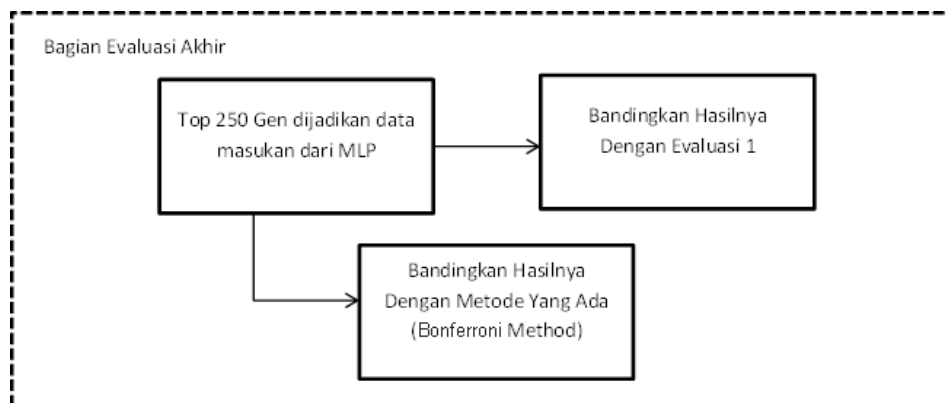 Bagian Evaluasi Akhir
Top 250 Gen dijadikan data
masukan dari MLP
Bandingkan Hasilnya
Dengan Evaluasi 1
Bandingkan Hasilnya
Dengan Metode Yang Ada
(Bonferroni Method)